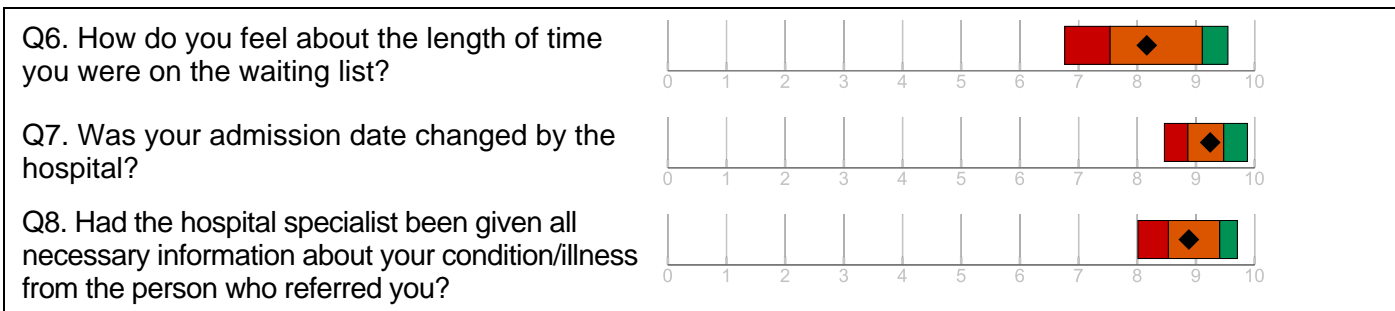 Q6. How do you feel about the length of time
you were on the waiting list?
0 1 2 3 4 5 6 7 8 9 10
Q7. Was your admission date changed by the
hospital?
0 1 2 3 4 5 6 7 8 9 10
Q8. Had the hospital specialist been given all
necessary information about your condition/illness
from the person who referred you?
0 1 2 3 4 5 6 7 8 9 10